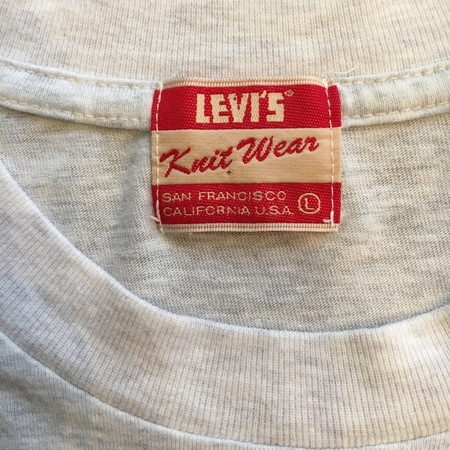 LEVI'S®
Knit Wear
SAN FRANCISCO
CALIFORNIA U.S.A. Ⓛ